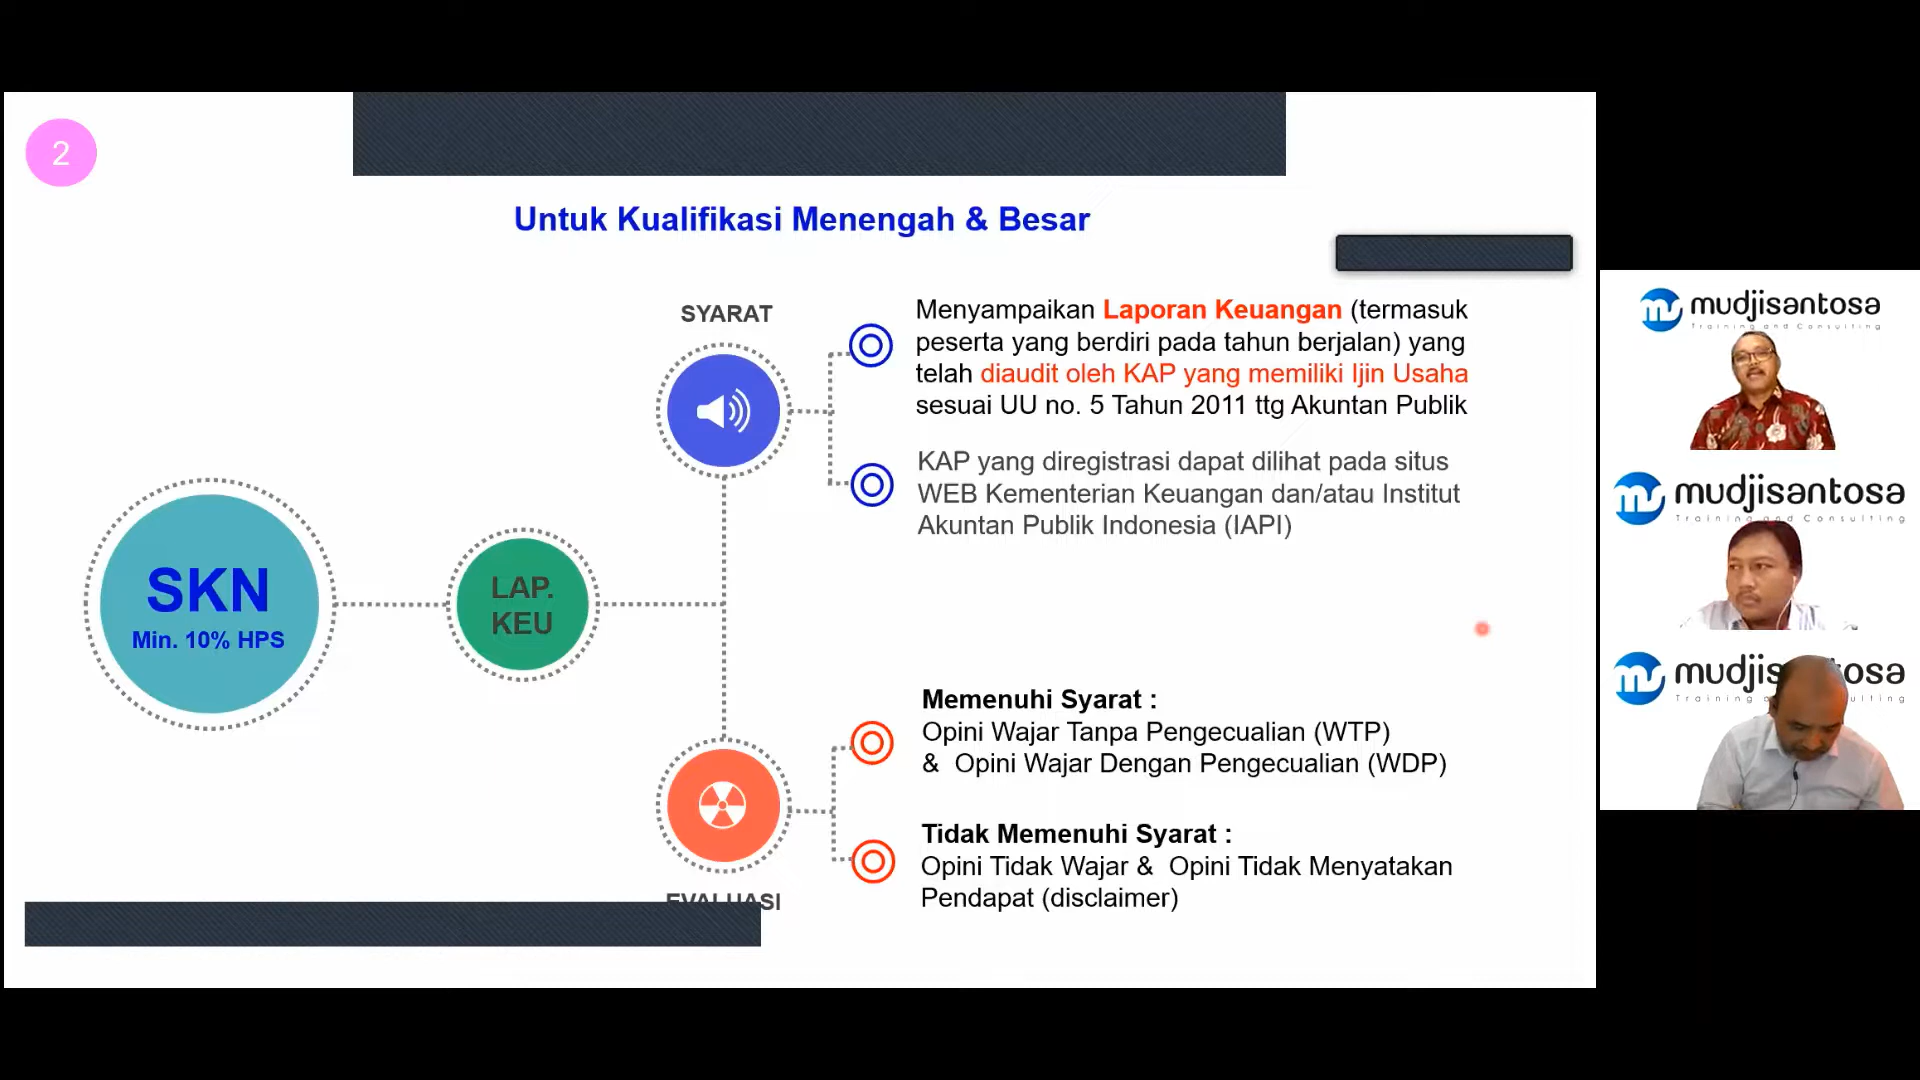 2
Untuk Kualifikasi Menengah & Besar
SYARAT
Menyampaikan Laporan Keuangan (termasuk
peserta yang berdiri pada tahun berjalan) yang
telah diaudit oleh KAP yang memiliki Ijin Usaha
sesuai UU no. 5 Tahun 2011 ttg Akuntan Publik
KAP yang diregistrasi dapat dilihat pada situs
WEB Kementerian Keuangan dan/atau Institut
Akuntan Publik Indonesia (IAPI)
SKN
Min. 10% HPS
LAP.
KEU
Memenuhi Syarat :
Opini Wajar Tanpa Pengecualian (WTP)
& Opini Wajar Dengan Pengecualian (WDP)
Tidak Memenuhi Syarat :
Opini Tidak Wajar & Opini Tidak Menyatakan
Pendapat (disclaimer)
EVALUASI
mudjisantosa
Training and Consulting
mudjisantosa
Training and Consulting
mudjis osa